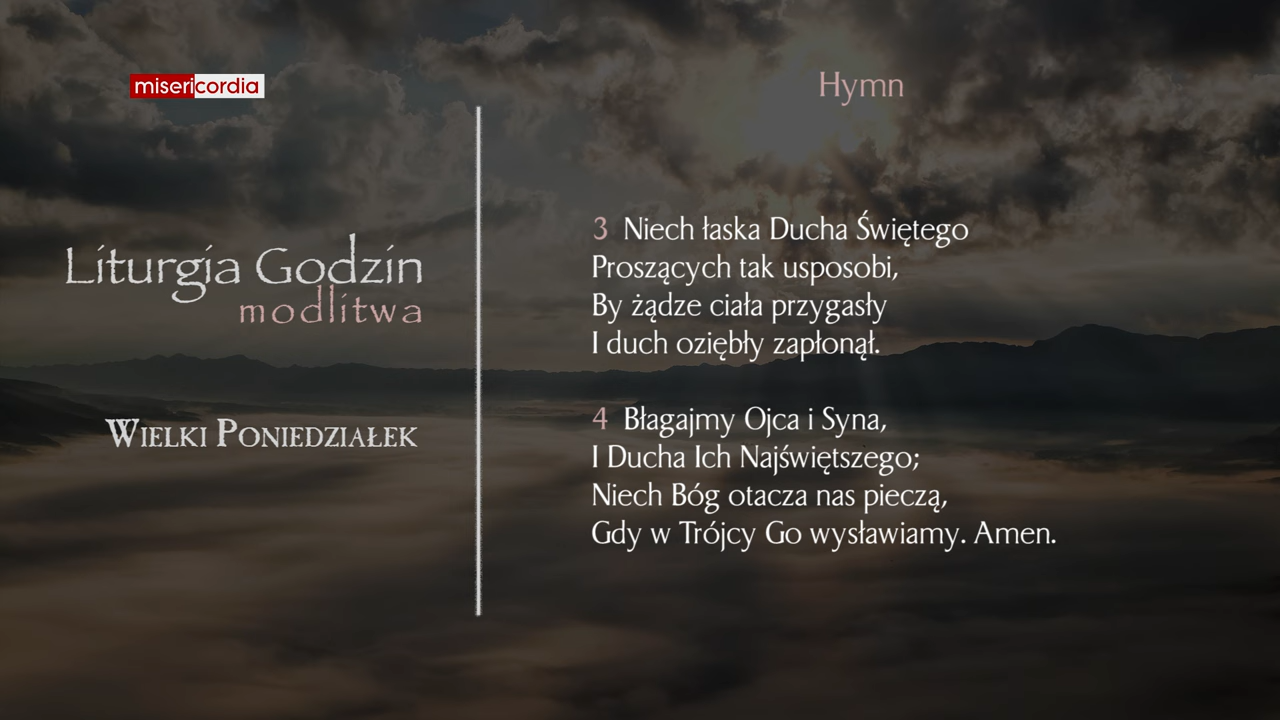 misericordia
Liturgia Godzin
modlitwa
Wielki Poniedziałek
Hymn
3 Niech łaska Ducha Świętego
Proszących tak usposobi,
By żądze ciała przygasły
I duch oziębły zapłonął.
4 Błagajmy Ojca i Syna,
I Ducha Ich Najświętszego;
Niech Bóg otacza nas pieczą,
Gdy w Trójcy Go wysławiamy. Amen.